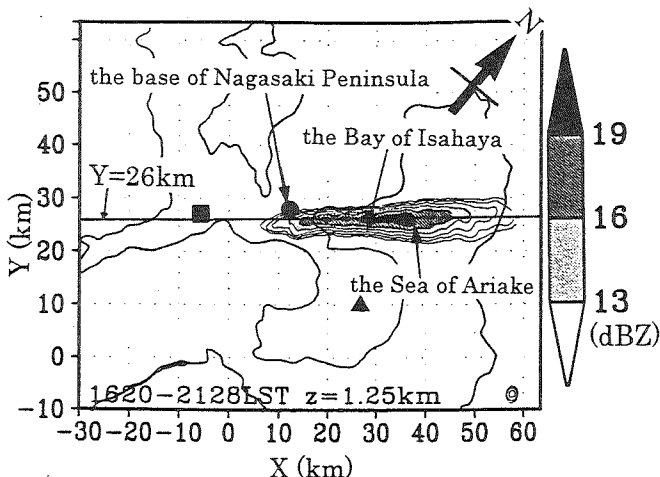 N
the base of Nagasaki Peninsula
the Bay of Isahaya
Y=26km
the Sea of Ariake
1620-2128LST z=1.25km
Y (km)
50
40
30
20
10
0
-10
-30 -20 -10 0 10 20 30 40 50 60
X (km)
19
16
13
(dBZ)